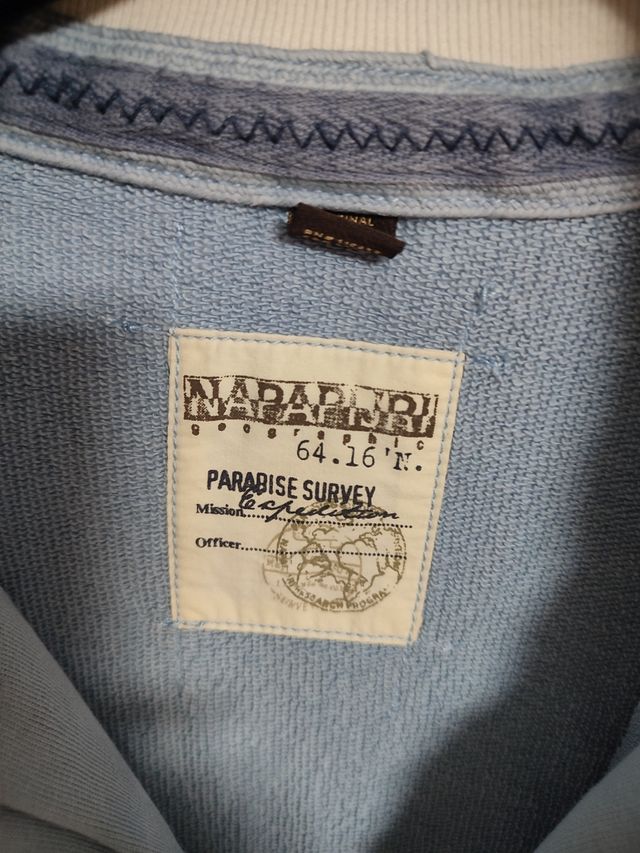 NAPAPIJRI
geographic
64.16'N.
PARADISE SURVEY
Mission Expedition
Officer